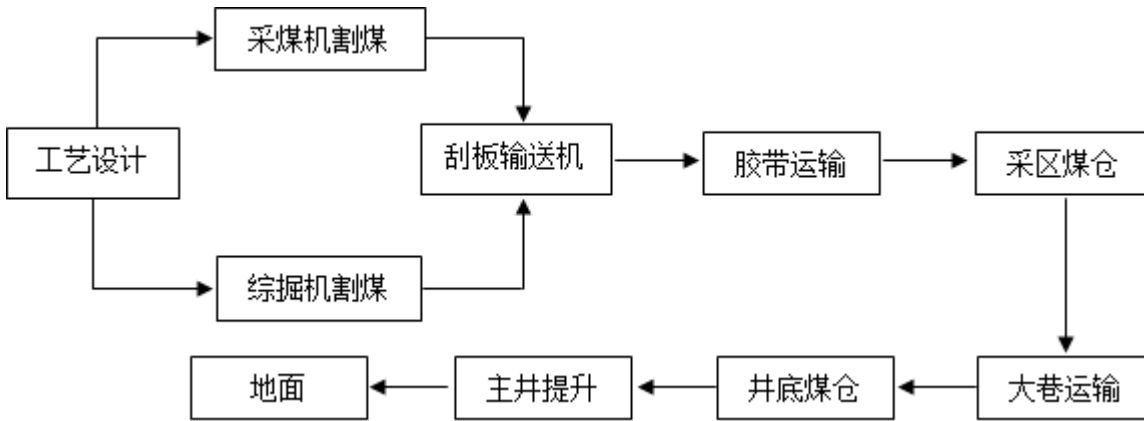 采煤机割煤
工艺设计
刮板输送机
胶带运输
采区煤仓
综掘机割煤
地面
主井提升
井底煤仓
大巷运输